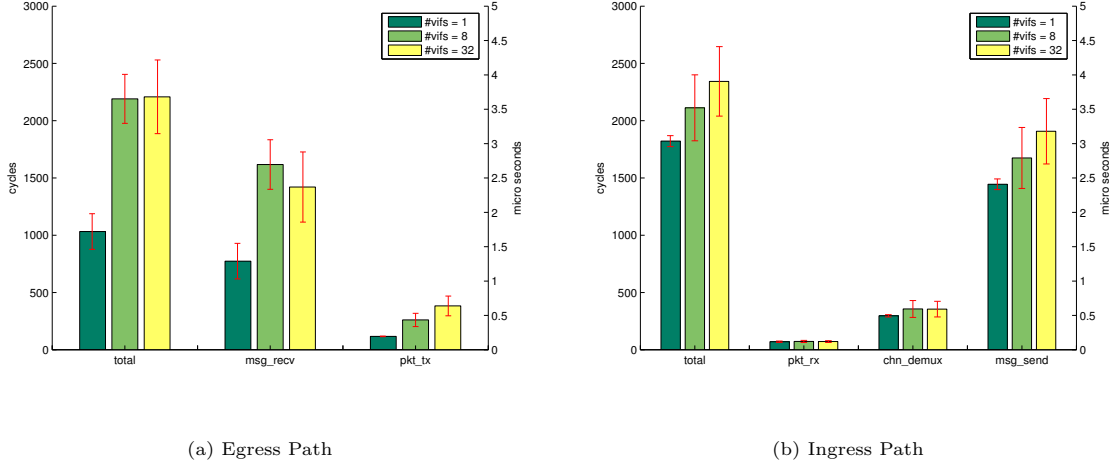 3000
2500
2000
1500
1000
500
0
cycles
total
msg_recv
pkt_tx
5
4.5
4
3.5
3
2.5
2
1.5
1
0.5
0
micro seconds
#vifs = 1
#vifs = 8
#vifs = 32
(a) Egress Path
3000
2500
2000
1500
1000
500
0
cycles
total
pkt_rx
chn_demux
msg_send
5
4.5
4
3.5
3
2.5
2
1.5
1
0.5
0
micro seconds
#vifs = 1
#vifs = 8
#vifs = 32
(b) Ingress Path